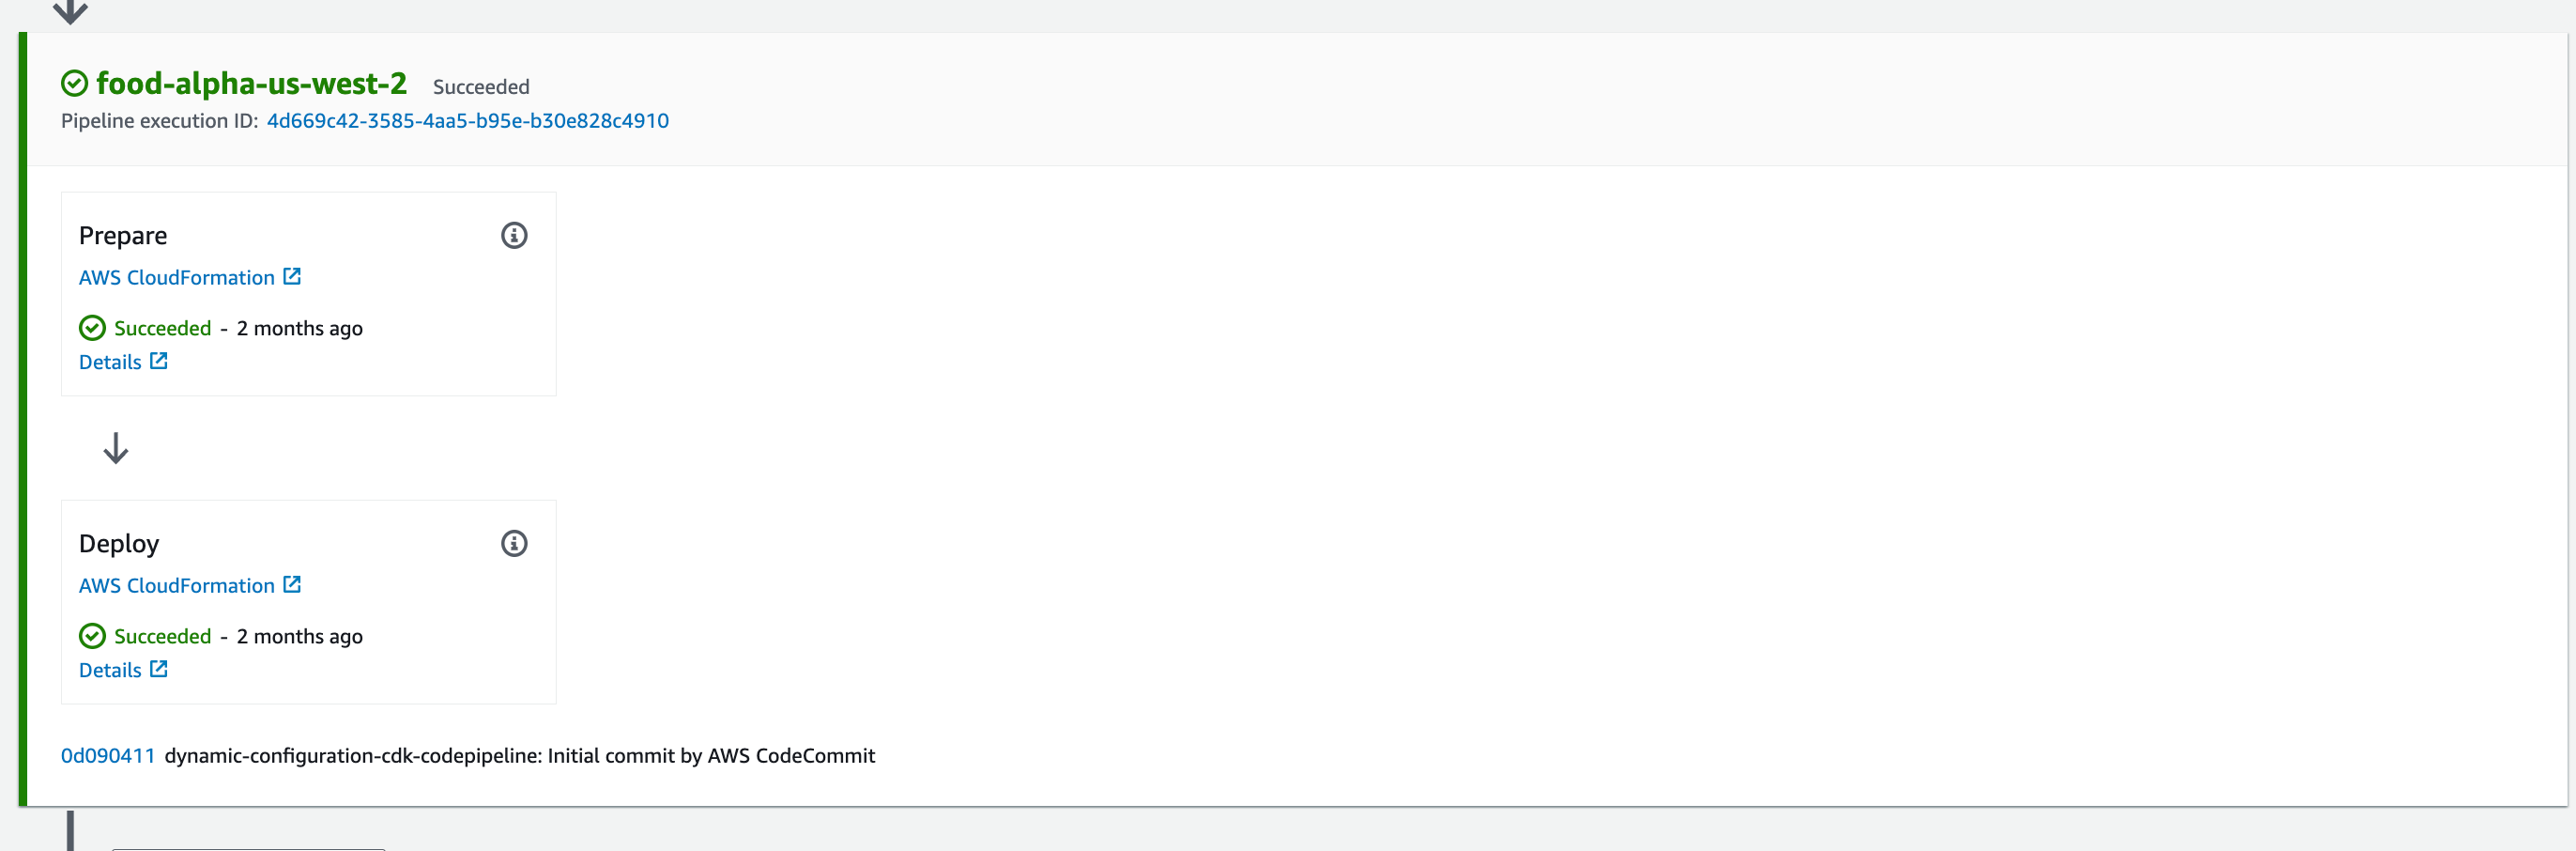 food-alpha-us-west-2 Succeeded
Pipeline execution ID: 4d669c42-3585-4aa5-b95e-b30e828c4910
Prepare
AWS CloudFormation
Succeeded - 2 months ago
Details
Deploy
AWS CloudFormation
Succeeded - 2 months ago
Details
0d090411 dynamic-configuration-cdk-codepipeline: Initial commit by AWS CodeCommit